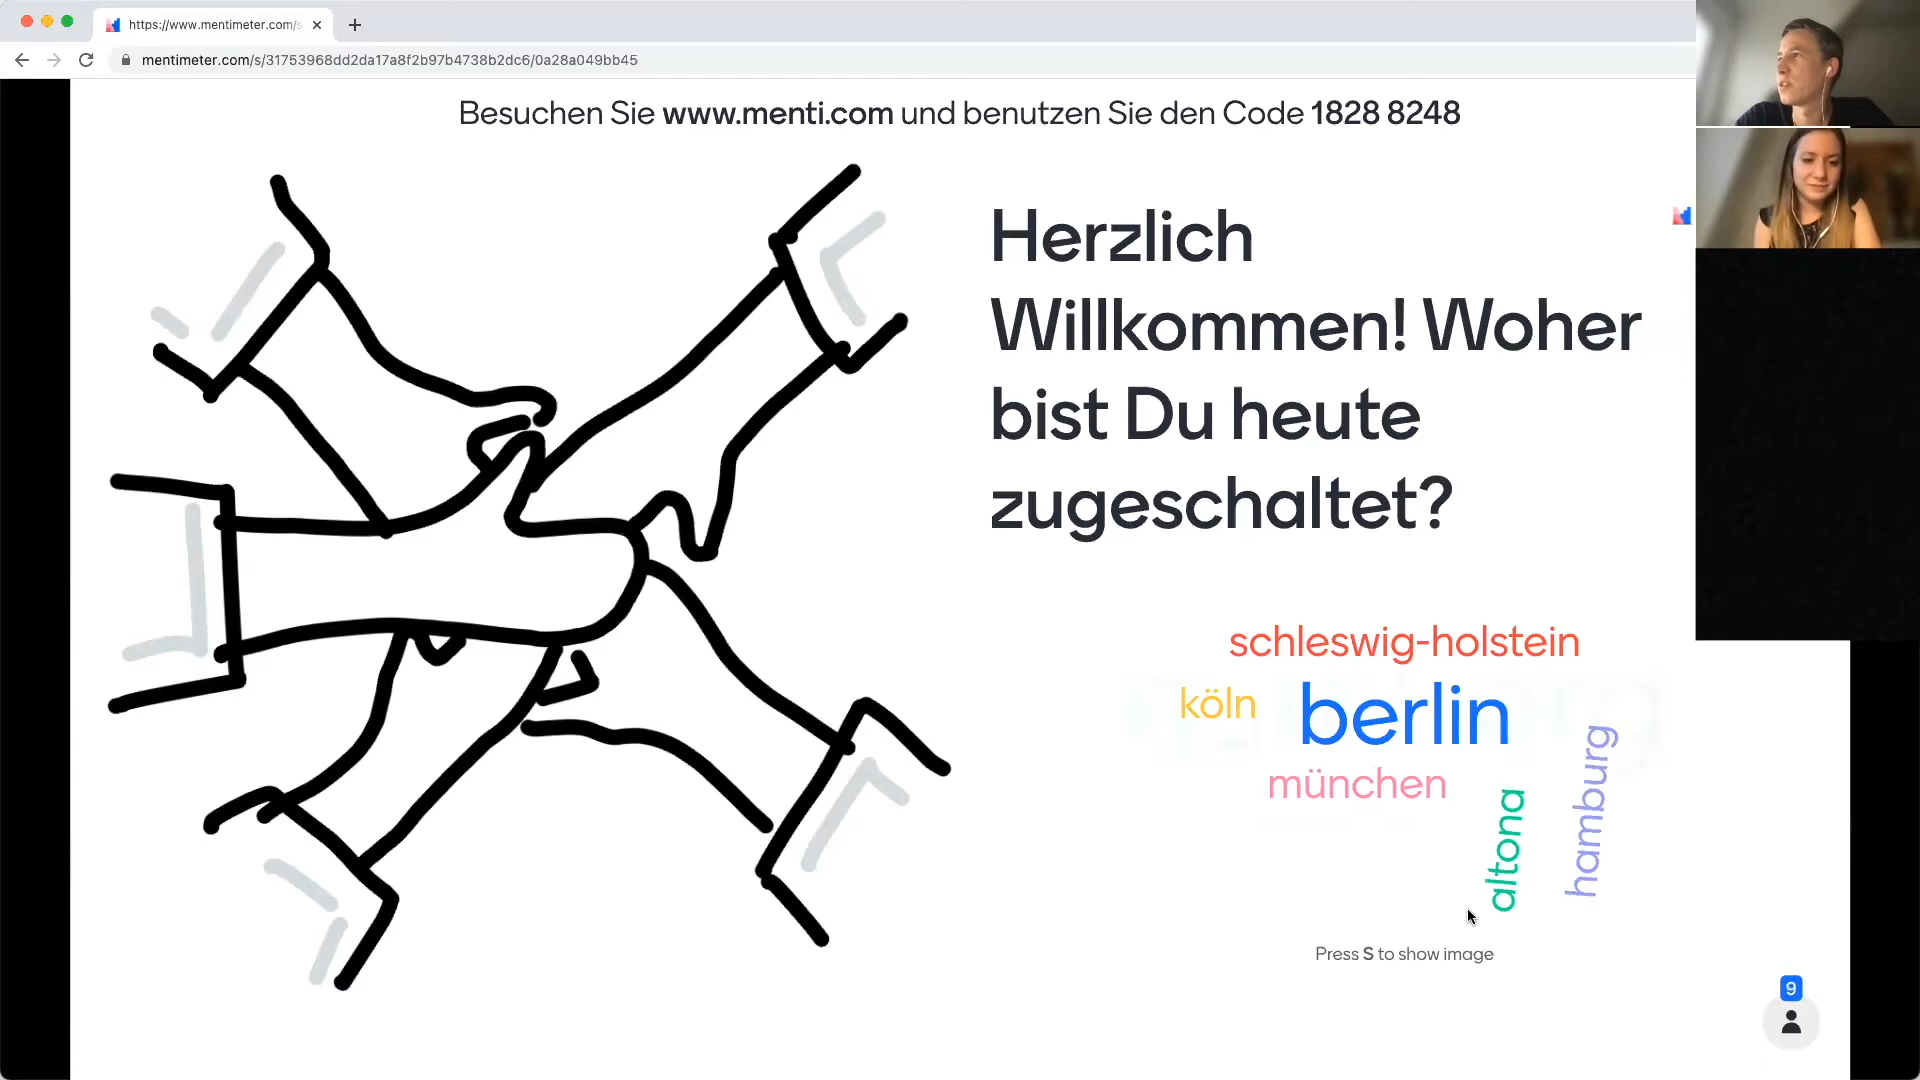 https://www.mentimeter.com/s
mentimeter.com/s/31753968dd2da17a8f2b97b4738b2dc6/0a28a049bb45
Besuchen Sie www.menti.com und benutzen Sie den Code 1828 8248
Herzlich
Willkommen! Woher
bist Du heute
zugeschaltet?
schleswig-holstein
köln
berlin
münchen
altona
hamburg
Press S to show image
9